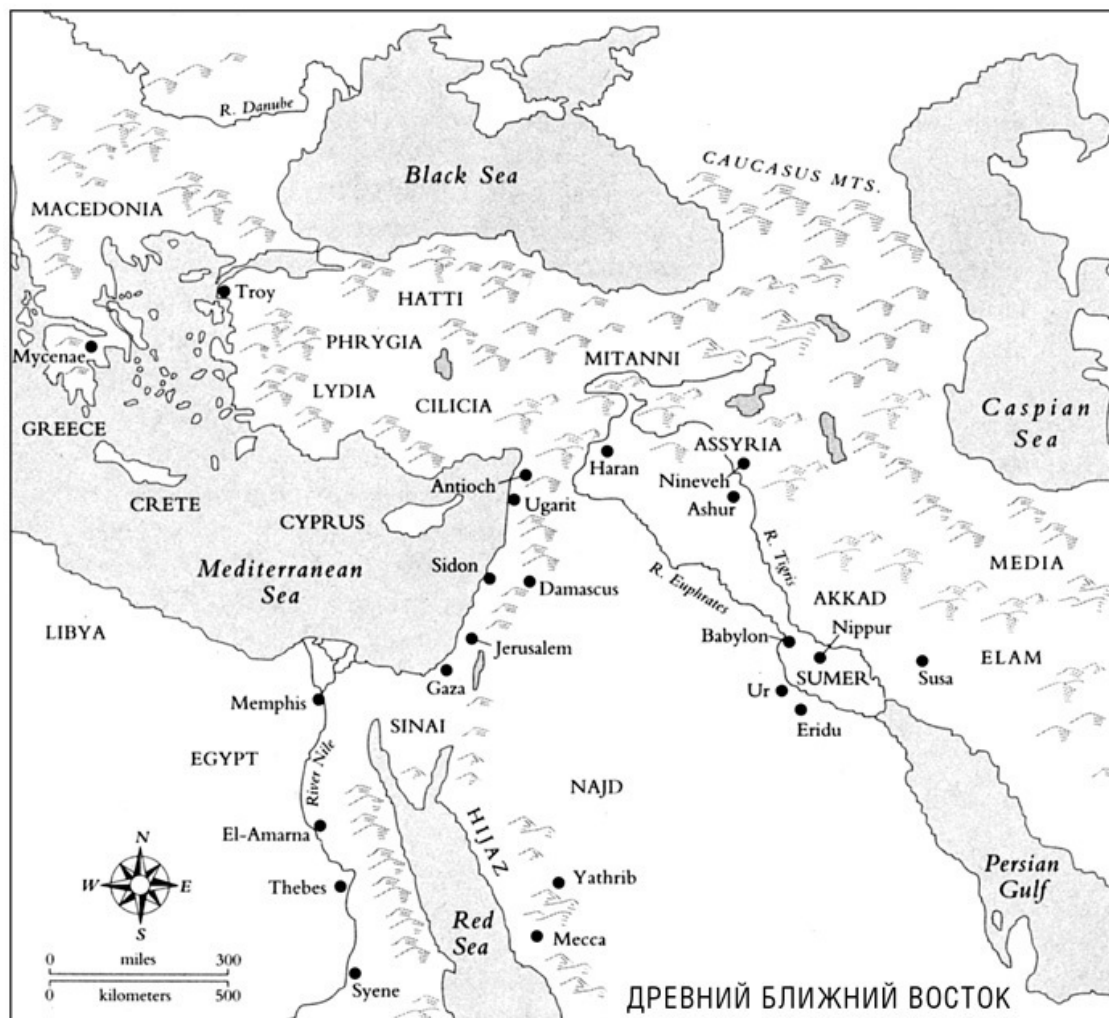 R. Danube
Black Sea
CAUCASUS MTS.
MACEDONIA
Troy
HATTI
PHRYGIA
Mycenae
MITANNI
LYDIA
CILICIA
Caspian
Sea
GREECE
ASSYRIA
Haran
Antioch
Nineveh
Ugarit
Ashur
CRETE
CYPRUS
R. Tigris
Mediterranean
Sea
Sidon
Damascus
R. Euphrates
MEDIA
AKKAD
LIBYA
Babylon
Nippur
Jerusalem
ELAM
Gaza
SUMER
Susa
Ur
Memphis
Eridu
SINAI
EGYPT
River Nile
NAJD
El-Amarna
HIJAZ
N
W
E
S
Thebes
Yathrib
Persian
Gulf
Red
Sea
Mecca
0 miles 300
0 kilometers 500
Syene
ДРЕВНИЙ БЛИЖНИЙ ВОСТОК